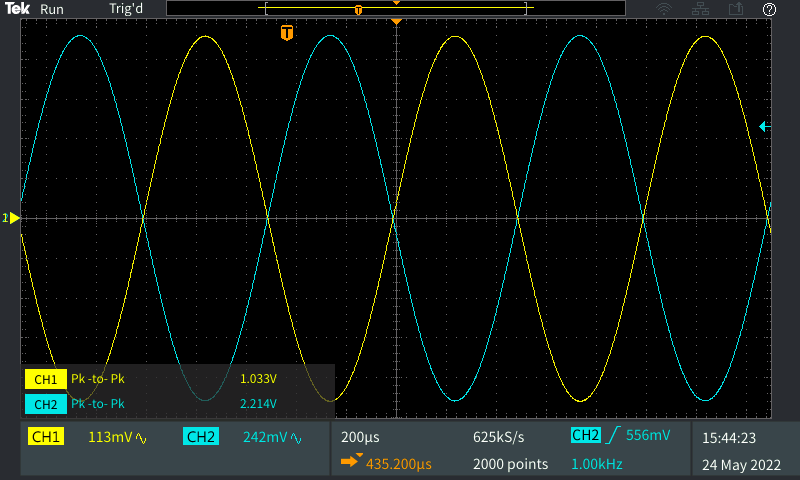 Tek Run Trig'd
T
T
?
2
CH1 Pk -to- Pk 1.033V
CH2 Pk -to- Pk 2.214V
CH1 113mV CH2 242mV 200µs 625kS/s CH2 556mV 15:44:23
435.200µs 2000 points 1.00kHz 24 May 2022